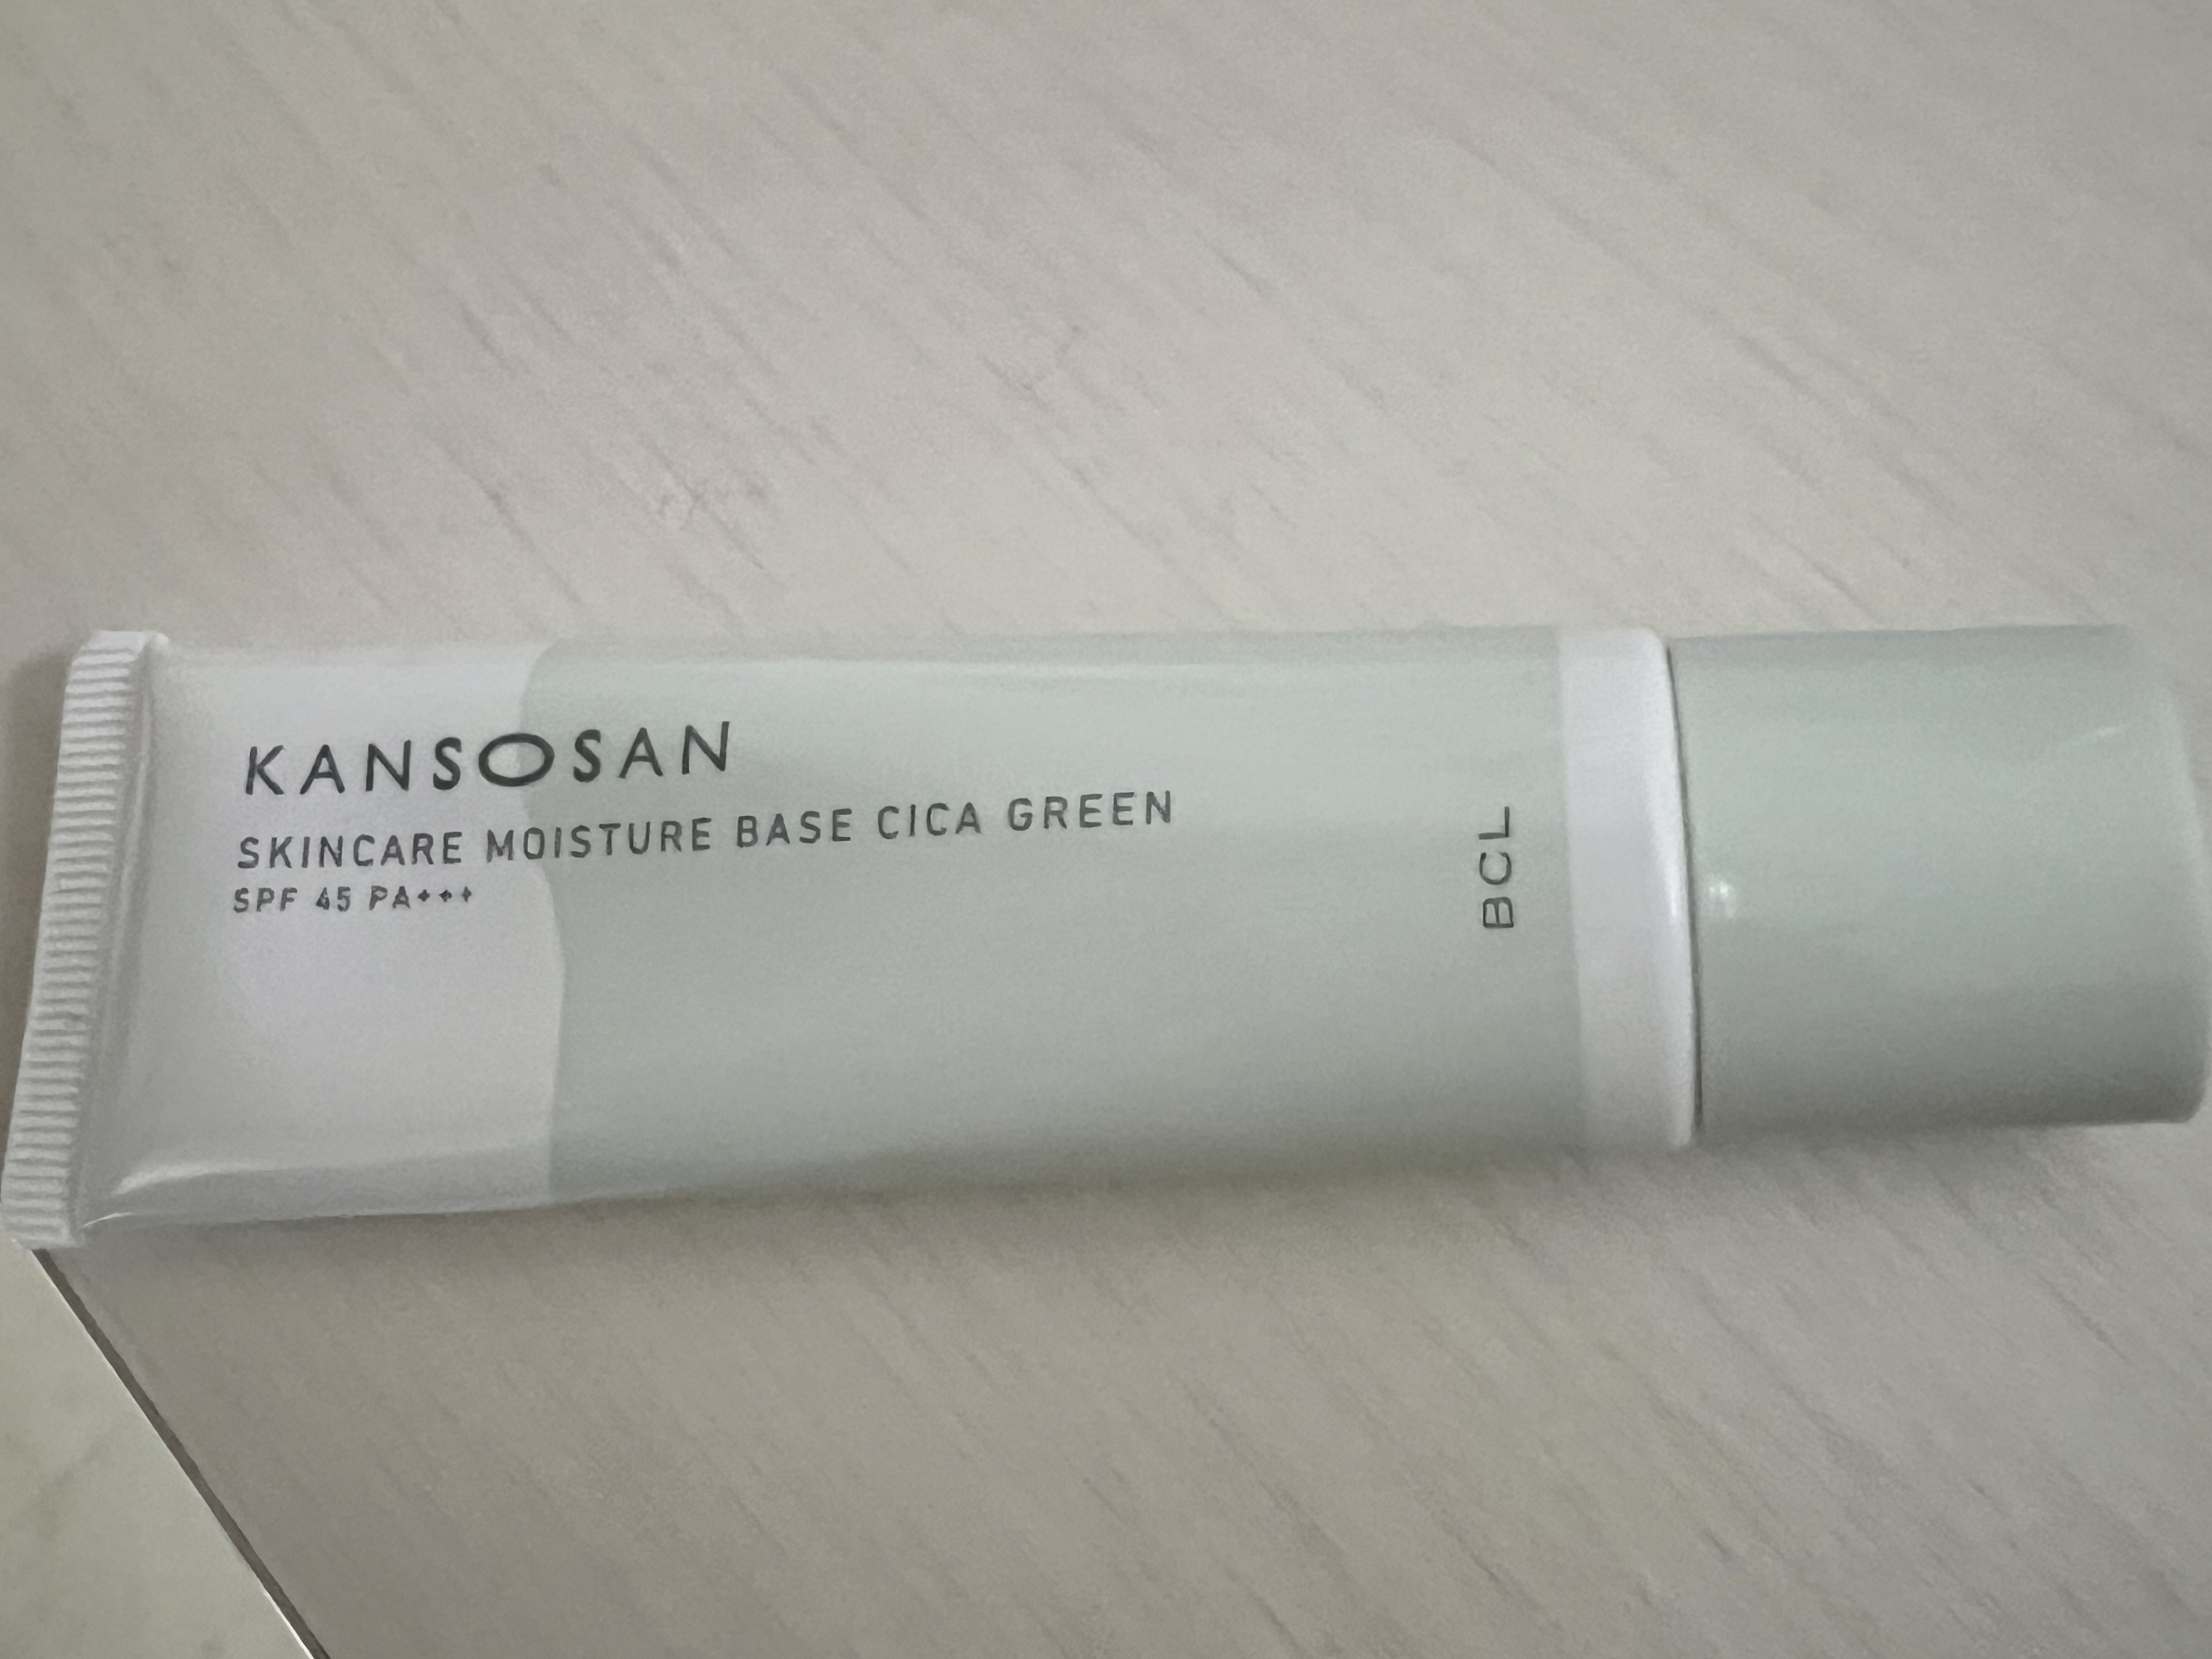 KANSOSAN
SKINCARE MOISTURE BASE CICA GREEN
SPF 45 PA+++
BCL